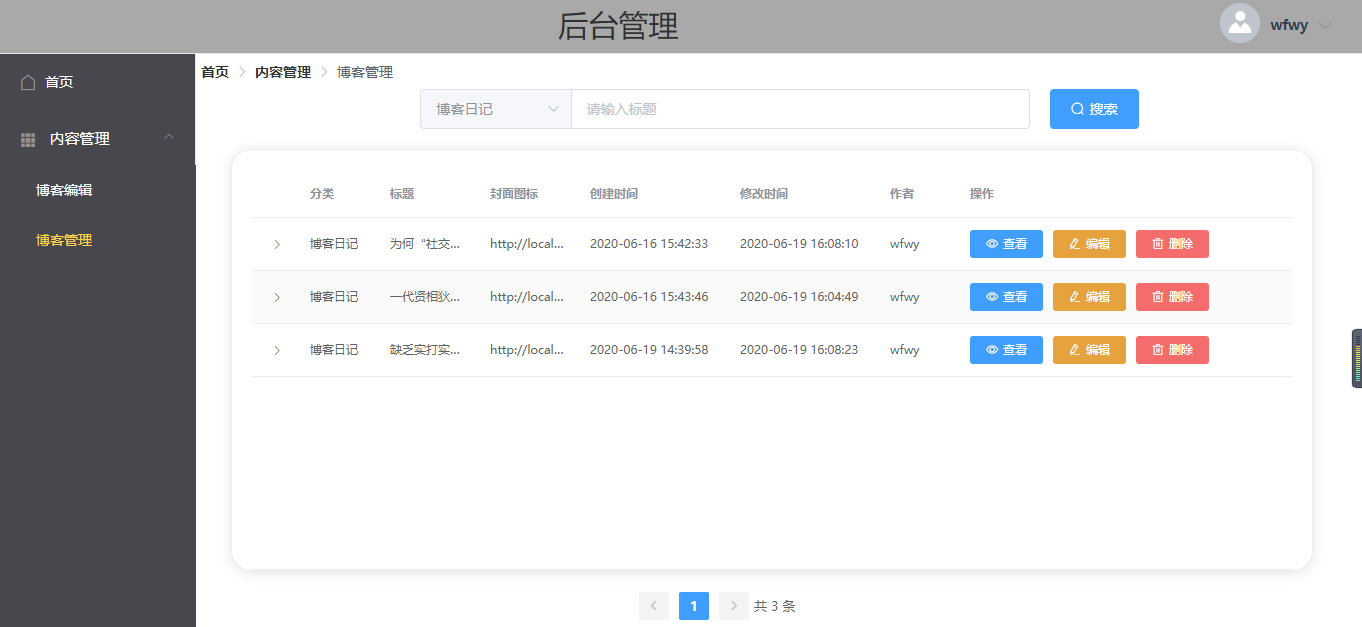 后台管理
wfwy
首页
内容管理
博客编辑
博客管理
首页 内容管理 博客管理
博客日记 请输入标题 搜索
分类 标题 封面图标 创建时间 修改时间 作者 操作
博客日记 为何“社交... http://local... 2020-06-16 15:42:33 2020-06-19 16:08:10 wfwy 查看 编辑 删除
博客日记 一代贤相狄... http://local... 2020-06-16 15:43:46 2020-06-19 16:04:49 wfwy 查看 编辑 删除
博客日记 缺乏实打实... http://local... 2020-06-19 14:39:58 2020-06-19 16:08:23 wfwy 查看 编辑 删除
1 共 3 条